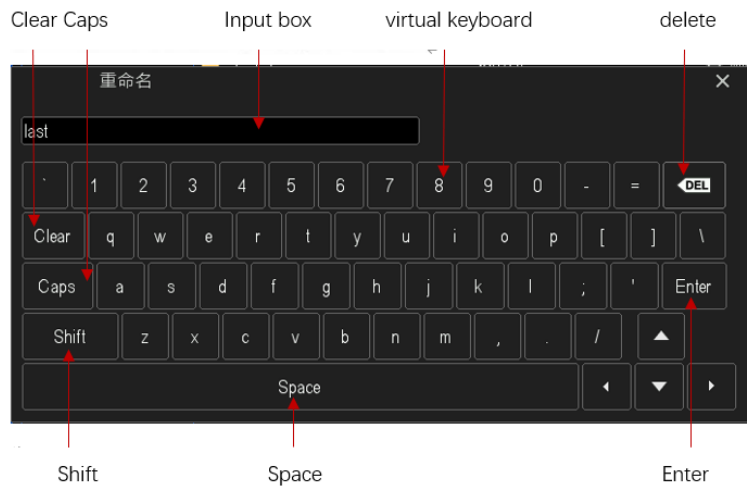 Clear Caps Input box virtual keyboard delete
重命名 ×
last
` 1 2 3 4 5 6 7 8 9 0 - = DEL
Clear q w e r t y u i o p [ ] \
Caps a s d f g h j k l ; ' Enter
Shift z x c v b n m , . /
Space
Shift Space Enter